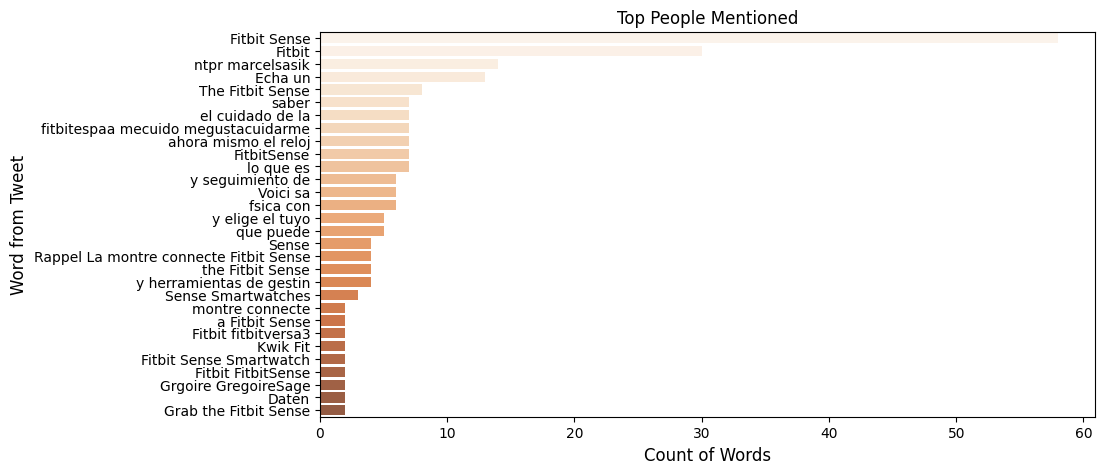 Top People Mentioned
Word from Tweet
Fitbit Sense
Fitbit
ntpr marcelsasik
Echa un
The Fitbit Sense
saber
el cuidado de la
fitbitespaa mecuido megustacuidarme
ahora mismo el reloj
FitbitSense
lo que es
y seguimiento de
Voici sa
fsica con
y elige el tuyo
que puede
Sense
Rappel La montre connecte Fitbit Sense
the Fitbit Sense
y herramientas de gestin
Sense Smartwatches
montre connecte
a Fitbit Sense
Fitbit fitbitversa3
Kwik Fit
Fitbit Sense Smartwatch
Fitbit FitbitSense
Grgoire GregoireSage
Daten
Grab the Fitbit Sense
0 10 20 30 40 50 60
Count of Words